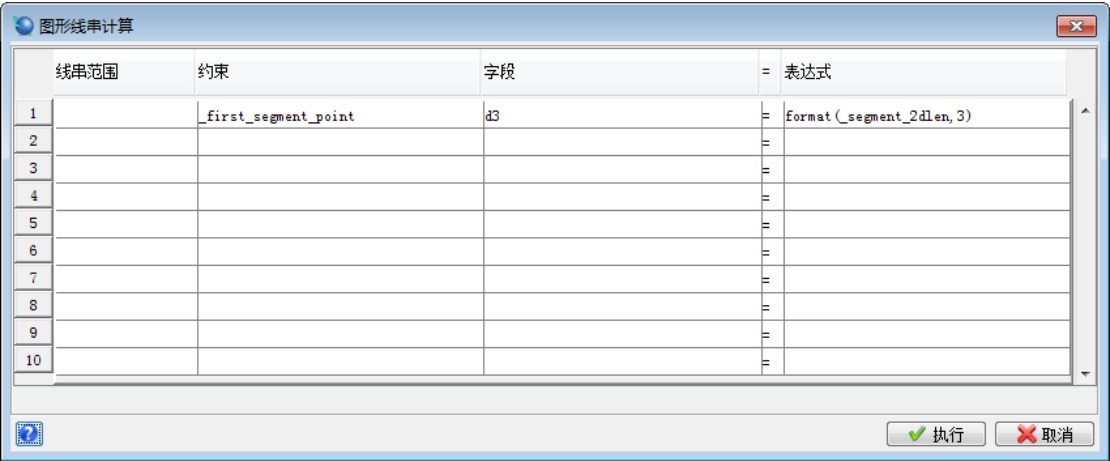 图形线串计算
线串范围 约束 字段 = 表达式
1 _first_segment_point d3 = format(_segment_2dlen,3)
2 =
3 =
4 =
5 =
6 =
7 =
8 =
9 =
10 =
? 执行 取消